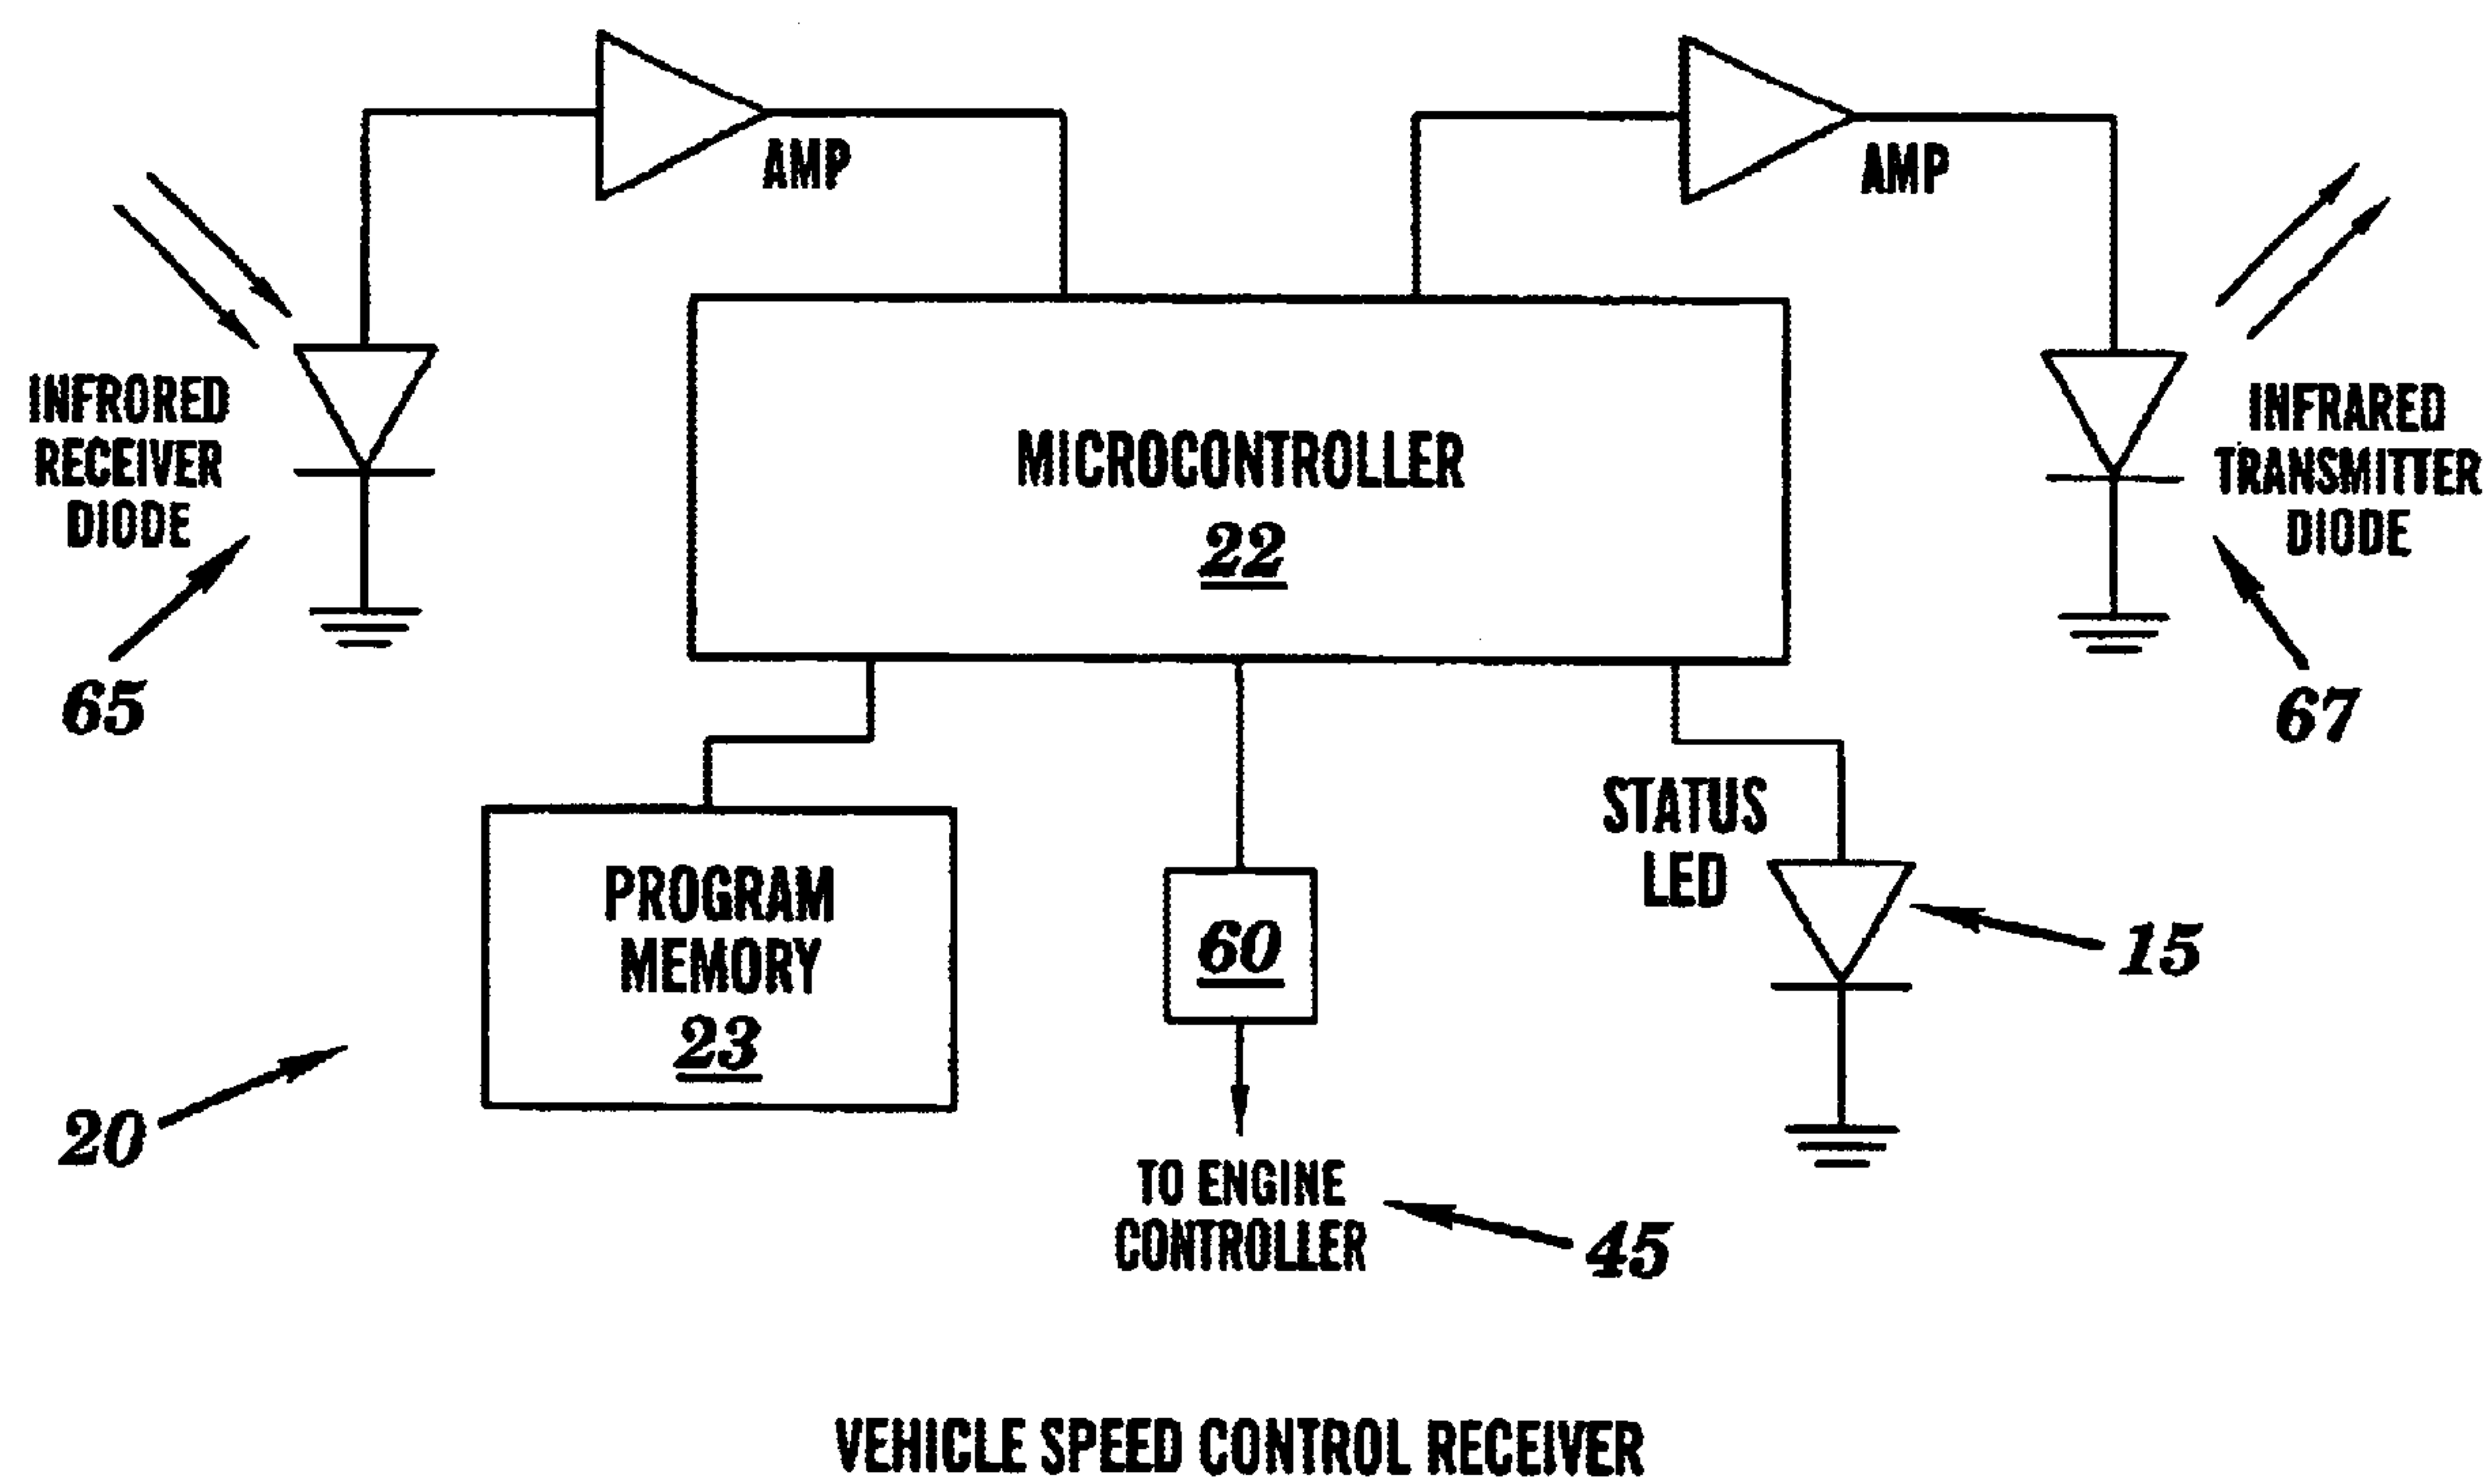 AMP
AMP
INFRORED
RECEIVER
DIODE
65
MICROCONTROLLER
22
INFRARED
TRANSMITTER
DIODE
67
PROGRAM
MEMORY
23
60
STATUS
LED
15
20
TO ENGINE
CONTROLLER
45
VEHICLE SPEED CONTROL RECEIVER